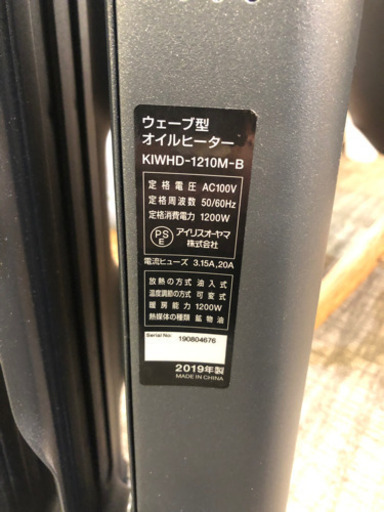 ウェーブ型
オイルヒーター
KIWHD-1210M-B
定格電圧 AC100V
定格周波数 50/60Hz
定格消費電力 1200W
PS
E
アイリスオーヤマ
株式会社
電流ヒューズ 3.15A,20A
放熱の方式 油入式
温度調節の方式 可変式
暖房能力 1200W
熱媒体の種類 鉱物油
Serial No: 190804676
2019年製
MADE IN CHINA